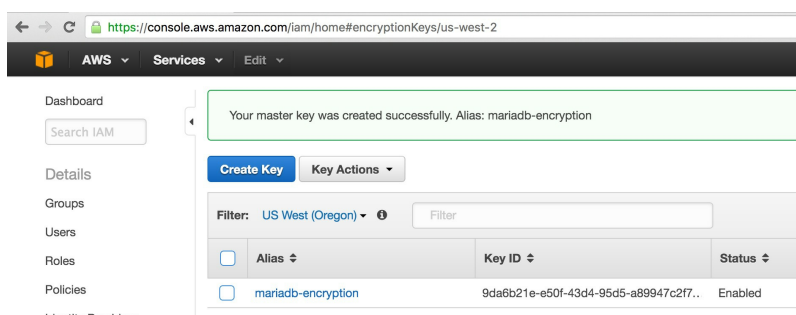 https://console.aws.amazon.com/iam/home#encryptionKeys/us-west-2
AWS Services Edit
Dashboard
Search IAM
Details
Groups
Users
Roles
Policies
Your master key was created successfully. Alias: mariadb-encryption
Create Key Key Actions
Filter: US West (Oregon) Filter
Alias Key ID Status
mariadb-encryption 9da6b21e-e50f-43d4-95d5-a89947c2f7.. Enabled